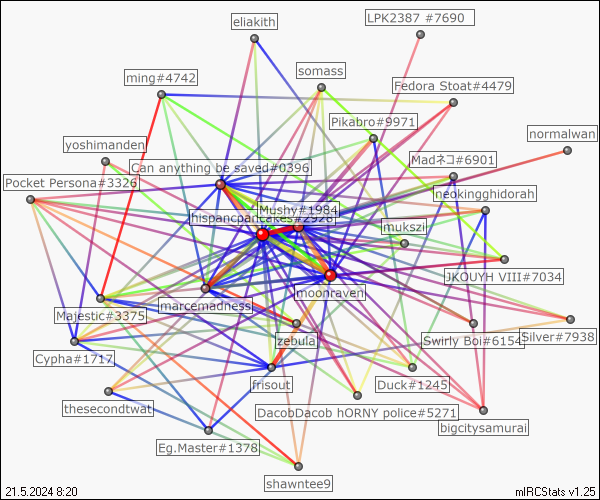 LPK2387 #7690
eliakith
somass
ming#4742
Fedora Stoat#4479
Pikabro#9971
normalwan
yoshimanden
Madネコ#6901
Can anything be saved#0396
Pocket Persona#3326
neokingghidorah
Mushy#1984
hispancpancakes#2928
mukszi
JKOUYH VIII#7034
moonraven
marcemadness
Majestic#3375
Silver#7938
zebula
Swirly Boi#6154
Cypha#1717
frisout
Duck#1245
thesecondtwat
DacobDacob hORNY police#5271
bigcitysamurai
Eg.Master#1378
shawntee9
21.5.2024 8:20
mIRCStats v1.25